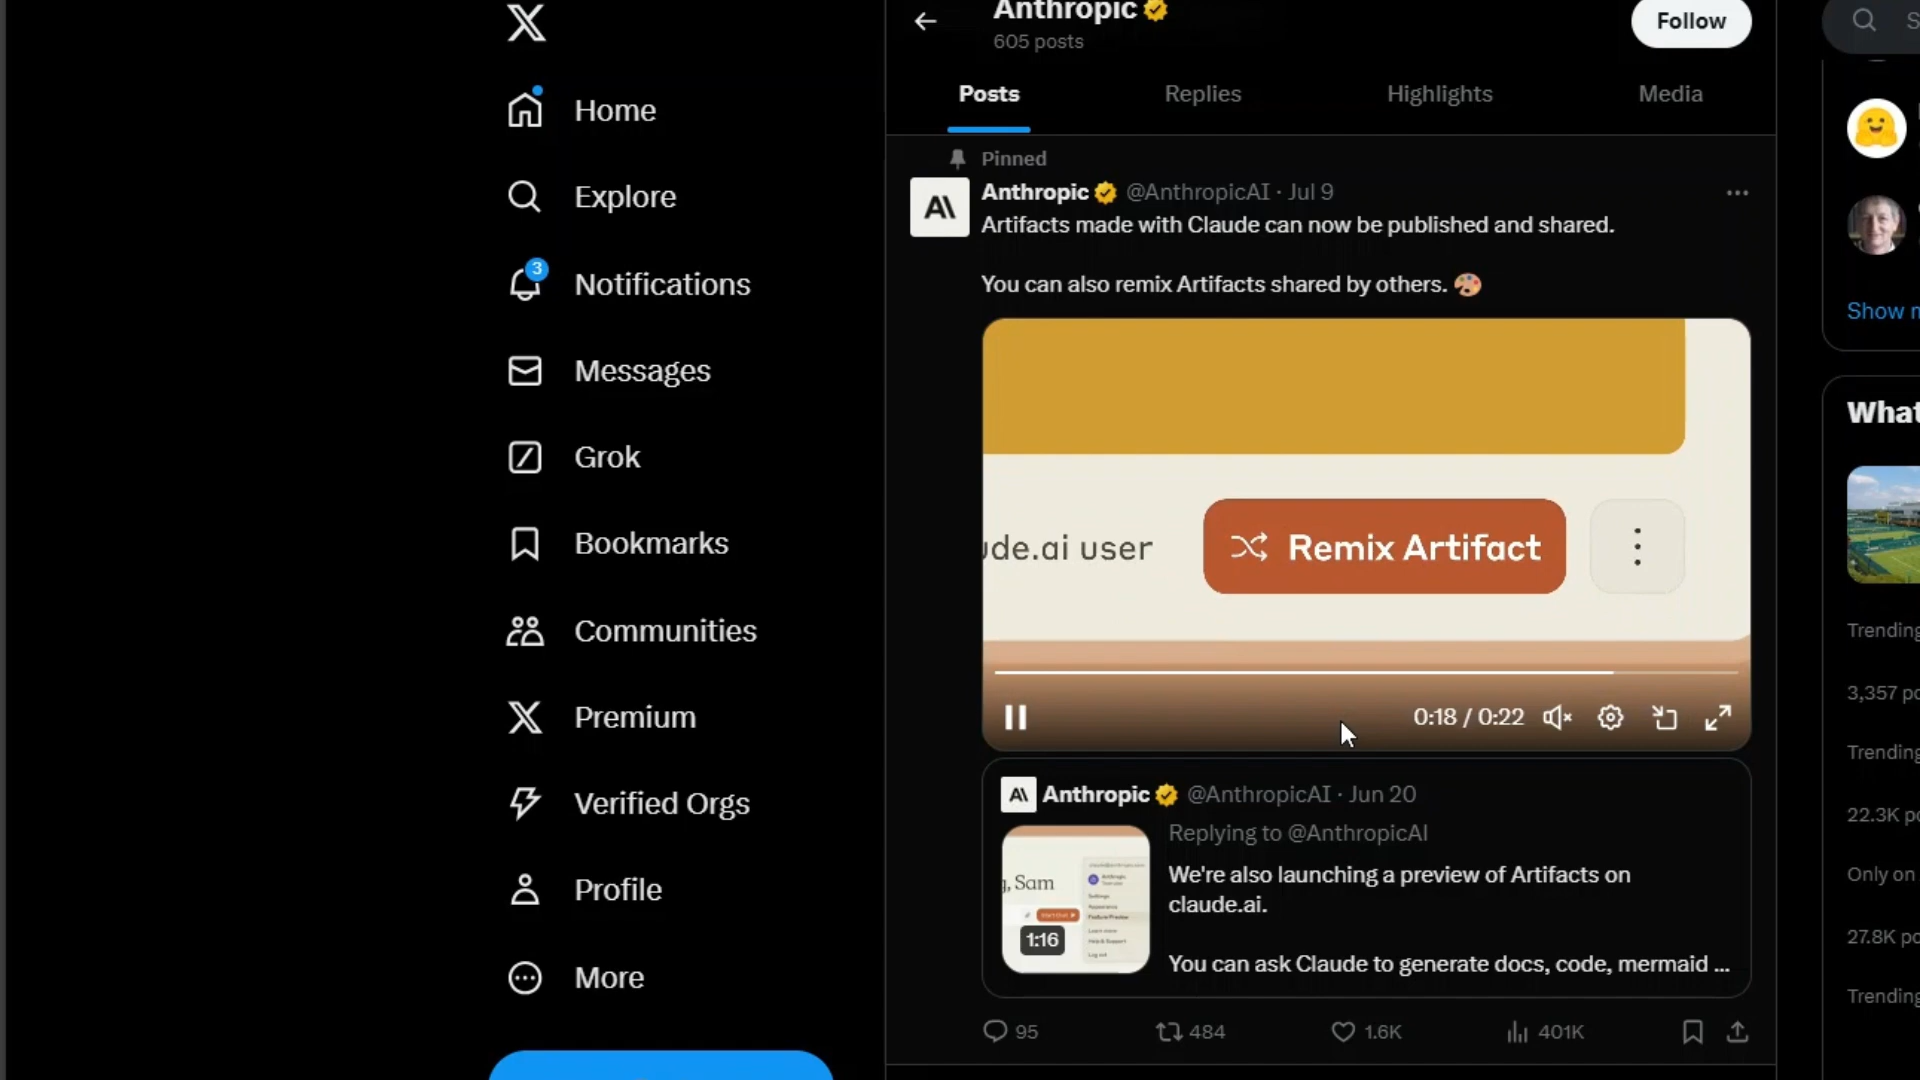 Home
Explore
3
Notifications
Messages
Grok
Bookmarks
Communities
Premium
Verified Orgs
Profile
More
Anthropic
605 posts
Follow
Posts
Replies
Highlights
Media
Pinned
Anthropic @AnthropicAI · Jul 9
Artifacts made with Claude can now be published and shared.
You can also remix Artifacts shared by others. 🎨
ude.ai user
Remix Artifact
0:18 / 0:22
Anthropic @AnthropicAI · Jun 20
Replying to @AnthropicAI
We're also launching a preview of Artifacts on
claude.ai.
You can ask Claude to generate docs, code, mermaid ...
, Sam
1:16
95
484
1.6K
401K
S
Show m
What
Trending
3,357 po
Trending
22.3K po
Only on
27.8K po
Trending